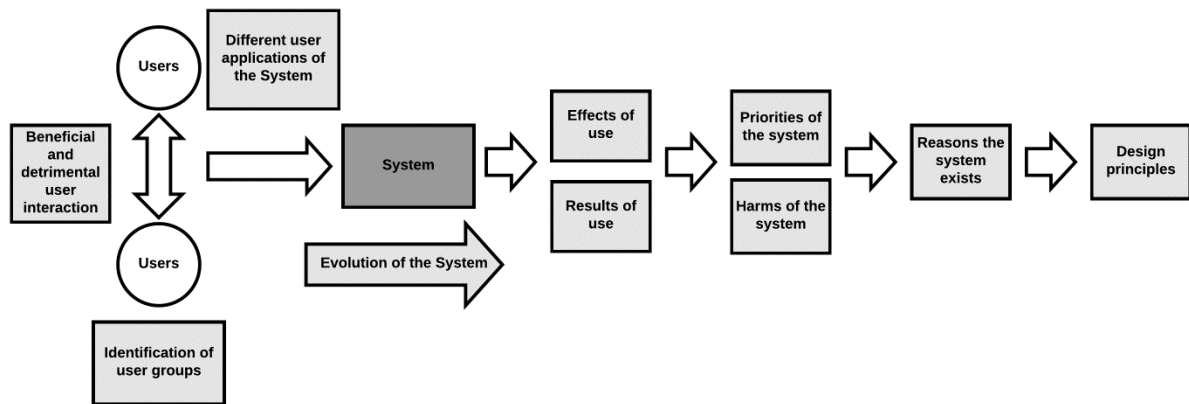 Users
Different user
applications of
the System
Beneficial
and
detrimental
user
interaction
Users
Identification of
user groups
System
Evolution of the System
Effects of
use
Results of
use
Priorities of
the system
Harms of the
system
Reasons the
system
exists
Design
principles